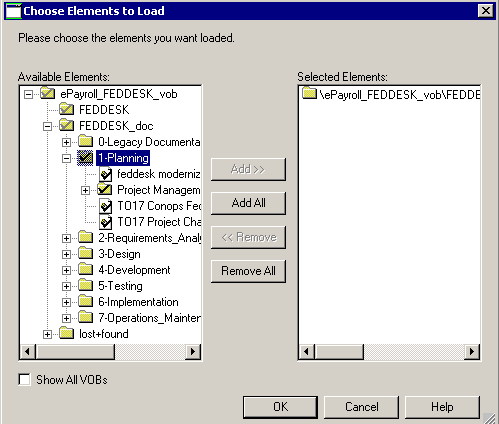 Choose Elements to Load
Please choose the elements you want loaded.
Available Elements:
Selected Elements:
ePayroll_FEDDESK_vob
\ePayroll_FEDDESK_vob\FEDDE
FEDDESK
FEDDESK_doc
0-Legacy Documenta
1-Planning
feddesk moderniz
Project Managem
TO17 Conops Fec
TO17 Project Cha
2-Requirements_Analy
3-Design
4-Development
5-Testing
6-Implementation
7-Operations_Mainten
lost+found
Add >>
Add All
<< Remove
Remove All
Show All VOBs
OK
Cancel
Help